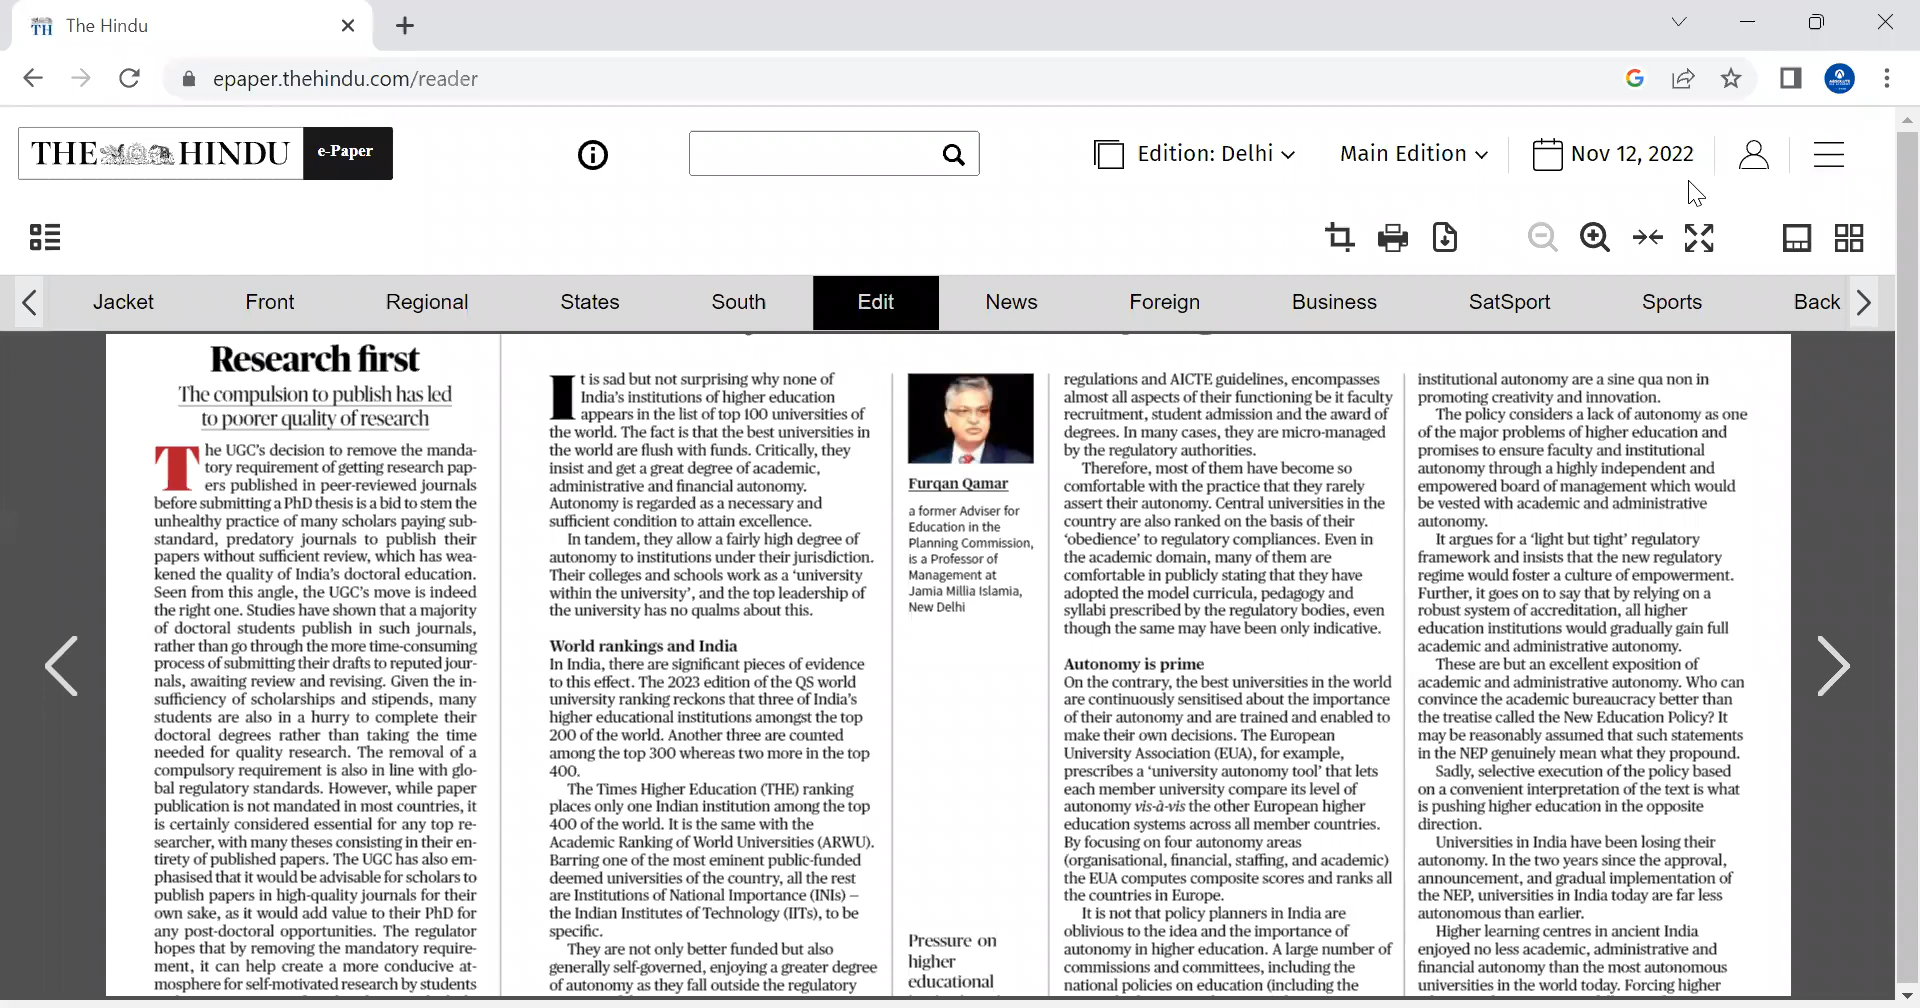 The Hindu
epaper.thehindu.com/reader
THE HINDU
e-Paper
Edition: Delhi
Main Edition
Nov 12, 2022
Jacket
Front
Regional
States
South
Edit
News
Foreign
Business
SatSport
Sports
Back
Research first
The compulsion to publish has led
to poorer quality of research
The UGC's decision to remove the manda-
tory requirement of getting research pap-
ers published in peer-reviewed journals
before submitting a PhD thesis is a bid to stem the
unhealthy practice of many scholars paying sub-
standard, predatory journals to publish their
papers without sufficient review, which has wea-
kened the quality of India's doctoral education.
Seen from this angle, the UGC's move is indeed
the right one. Studies have shown that a majority
of doctoral students publish in such journals,
rather than go through the more time-consuming
process of submitting their drafts to reputed jour-
nals, awaiting review and revising. Given the in-
sufficiency of scholarships and stipends, many
students are also in a hurry to complete their
doctoral degrees rather than taking the time
needed for quality research. The removal of a
compulsory requirement is also in line with glo-
bal regulatory standards. However, while paper
publication is not mandated in most countries, it
is certainly considered essential for any top re-
searcher, with many theses consisting in their en-
tirety of published papers. The UGC has also em-
phasised that it would be advisable for scholars to
publish papers in high-quality journals for their
own sake, as it would add value to their PhD for
any post-doctoral opportunities. The regulator
hopes that by removing the mandatory require-
ment, it can help create a more conducive at-
mosphere for self-motivated research by students
It is sad but not surprising why none of
India's institutions of higher education
appears in the list of top 100 universities of
the world. The fact is that the best universities in
the world are flush with funds. Critically, they
insist and get a great degree of academic,
administrative and financial autonomy.
Autonomy is regarded as a necessary and
sufficient condition to attain excellence.
In tandem, they allow a fairly high degree of
autonomy to institutions under their jurisdiction.
Their colleges and schools work as a 'university
within the university', and the top leadership of
the university has no qualms about this.
World rankings and India
In India, there are significant pieces of evidence
to this effect. The 2023 edition of the QS world
university ranking reckons that three of India's
higher educational institutions amongst the top
200 of the world. Another three are counted
among the top 300 whereas two more in the top
400.
The Times Higher Education (THE) ranking
places only one Indian institution among the top
400 of the world. It is the same with the
Academic Ranking of World Universities (ARWU).
Barring one of the most eminent public-funded
deemed universities of the country, all the rest
are Institutions of National Importance (INIs) —
the Indian Institutes of Technology (IITs), to be
specific.
They are not only better funded but also
generally self-governed, enjoying a greater degree
of autonomy as they fall outside the regulatory
Furqan Qamar
a former Adviser for
Education in the
Planning Commission,
is a Professor of
Management at
Jamia Millia Islamia,
New Delhi
Pressure on
higher
educational
regulations and AICTE guidelines, encompasses
almost all aspects of their functioning be it faculty
recruitment, student admission and the award of
degrees. In many cases, they are micro-managed
by the regulatory authorities.
Therefore, most of them have become so
comfortable with the practice that they rarely
assert their autonomy. Central universities in the
country are also ranked on the basis of their
'obedience' to regulatory compliances. Even in
the academic domain, many of them are
comfortable in publicly stating that they have
adopted the model curricula, pedagogy and
syllabi prescribed by the regulatory bodies, even
though the same may have been only indicative.
Autonomy is prime
On the contrary, the best universities in the world
are continuously sensitised about the importance
of their autonomy and are trained and enabled to
make their own decisions. The European
University Association (EUA), for example,
prescribes a 'university autonomy tool' that lets
each member university compare its level of
autonomy vis-à-vis the other European higher
education systems across all member countries.
By focusing on four autonomy areas
(organisational, financial, staffing, and academic)
the EUA computes composite scores and ranks all
the countries in Europe.
It is not that policy planners in India are
oblivious to the idea and the importance of
autonomy in higher education. A large number of
commissions and committees, including the
national policies on education (including the
institutional autonomy are a sine qua non in
promoting creativity and innovation.
The policy considers a lack of autonomy as one
of the major problems of higher education and
promises to ensure faculty and institutional
autonomy through a highly independent and
empowered board of management which would
be vested with academic and administrative
autonomy.
It argues for a 'light but tight' regulatory
framework and insists that the new regulatory
regime would foster a culture of empowerment.
Further, it goes on to say that by relying on a
robust system of accreditation, all higher
education institutions would gradually gain full
academic and administrative autonomy.
These are but an excellent exposition of
academic and administrative autonomy. Who can
convince the academic bureaucracy better than
the treatise called the New Education Policy? It
may be reasonably assumed that such statements
in the NEP genuinely mean what they propound.
Sadly, selective execution of the policy based
on a convenient interpretation of the text is what
is pushing higher education in the opposite
direction.
Universities in India have been losing their
autonomy. In the two years since the approval,
announcement, and gradual implementation of
the NEP, universities in India today are far less
autonomous than earlier.
Higher learning centres in ancient India
enjoyed no less academic, administrative and
financial autonomy than the most autonomous
universities in the world today. Forcing higher